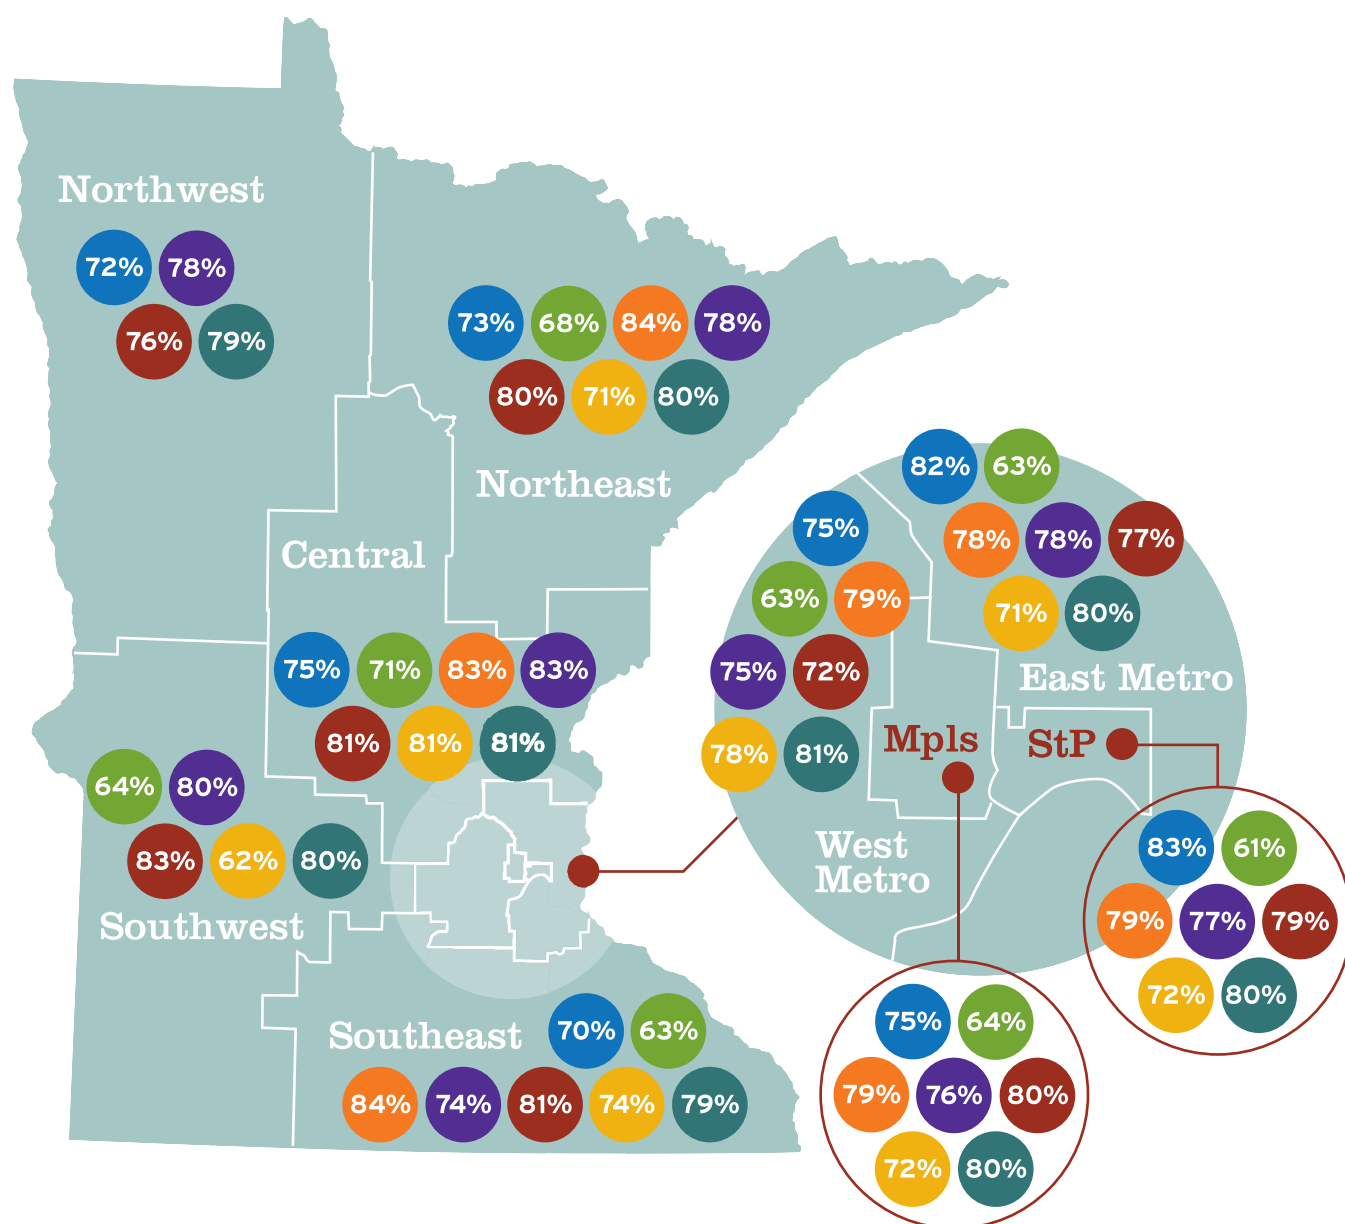 Northwest
72% 78%
76% 79%
73% 68% 84% 78%
80% 71% 80%
Northeast
Central
75% 71% 83% 83%
81% 81% 81%
64% 80%
83% 62% 80%
Southwest
Southeast
70% 63%
84% 74% 81% 74% 79%
82% 63%
78% 78% 77%
71% 80%
East Metro
75%
63% 79%
75% 72%
78% 81%
West
Metro
Mpls
StP
83% 61%
79% 77% 79%
72% 80%
75% 64%
79% 76% 80%
72% 80%